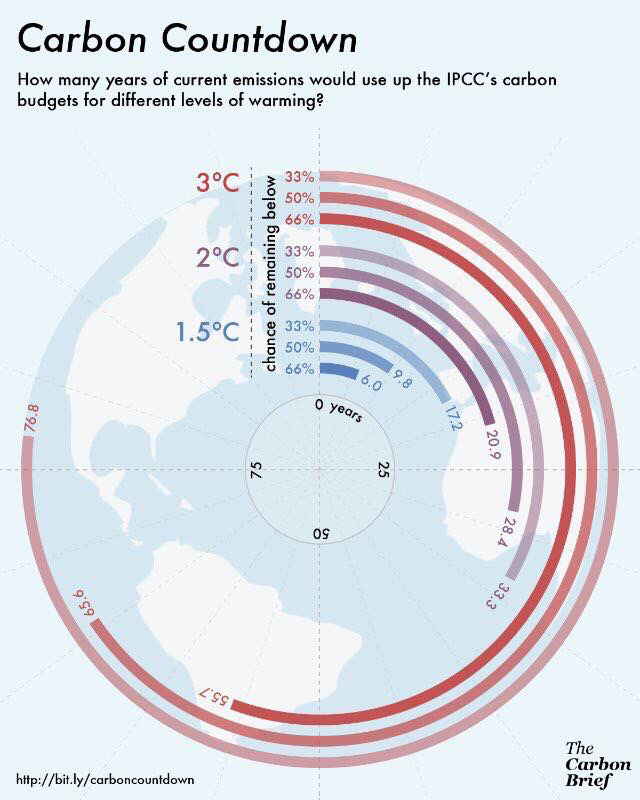 Carbon Countdown
How many years of current emissions would use up the IPCC's carbon
budgets for different levels of warming?
3°C
chance of remaining below
33%
50%
66%
2°C
33%
50%
66%
1.5°C
33%
50%
66%
6.0
9.8
17.2
20.9
28.4
33.3
55.7
65.6
76.8
0 years
25
50
75
http://bit.ly/carboncountdown
The
Carbon
Brief